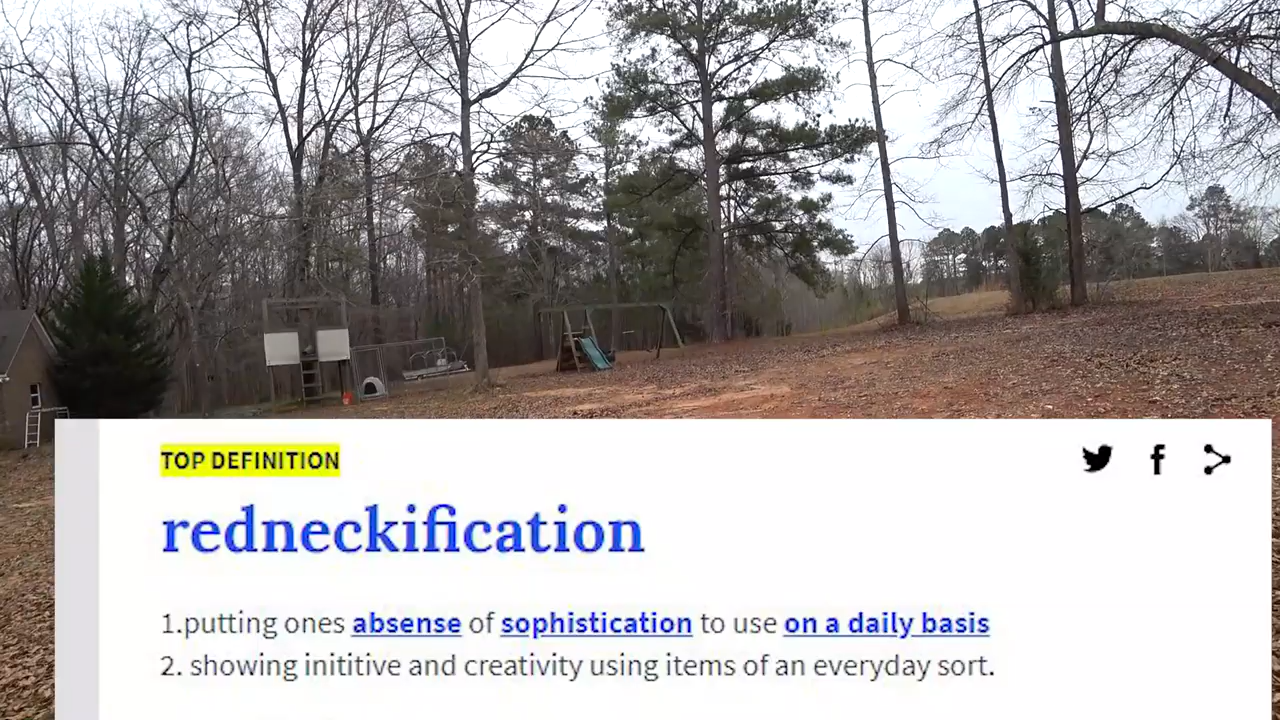 TOP DEFINITION
redneckification
1.putting ones absense of sophistication to use on a daily basis
2. showing inititive and creativity using items of an everyday sort.